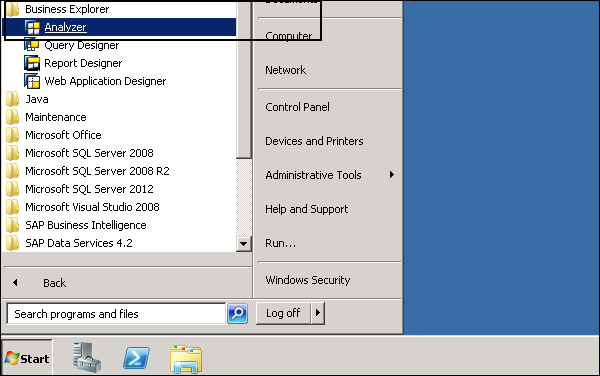 Business Explorer
Analyzer
Query Designer
Report Designer
Web Application Designer
Java
Maintenance
Microsoft Office
Microsoft SQL Server 2008
Microsoft SQL Server 2008 R2
Microsoft SQL Server 2012
Microsoft Visual Studio 2008
SAP Business Intelligence
SAP Data Services 4.2
Back
Search programs and files
Computer
Network
Control Panel
Devices and Printers
Administrative Tools
Help and Support
Run...
Windows Security
Log off
Start